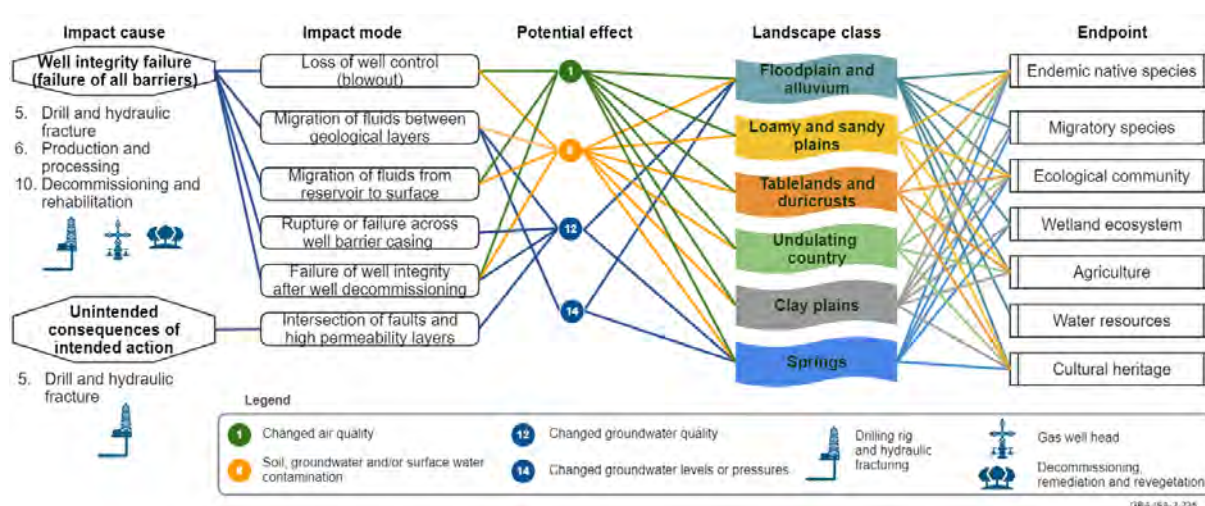 Impact cause
Impact mode
Potential effect
Landscape class
Endpoint
Well integrity failure
(failure of all barriers)
5. Drill and hydraulic
fracture
6. Production and
processing
10. Decommissioning and
rehabilitation
Unintended
consequences of
intended action
5. Drill and hydraulic
fracture
Loss of well control
(blowout)
Migration of fluids between
geological layers
Migration of fluids from
reservoir to surface
Rupture or failure across
well barrier casing
Failure of well integrity
after well decommissioning
Intersection of faults and
high permeability layers
1
12
14
Floodplain and
alluvium
Loamy and sandy
plains
Tablelands and
duricrusts
Undulating
country
Clay plains
Springs
Endemic native species
Migratory species
Ecological community
Wetland ecosystem
Agriculture
Water resources
Cultural heritage
Legend
1 Changed air quality
Soil, groundwater and/or surface water
contamination
12 Changed groundwater quality
14 Changed groundwater levels or pressures
Drilling rig
and hydraulic
fracturing
Gas well head
Decommissioning,
remediation and revegetation